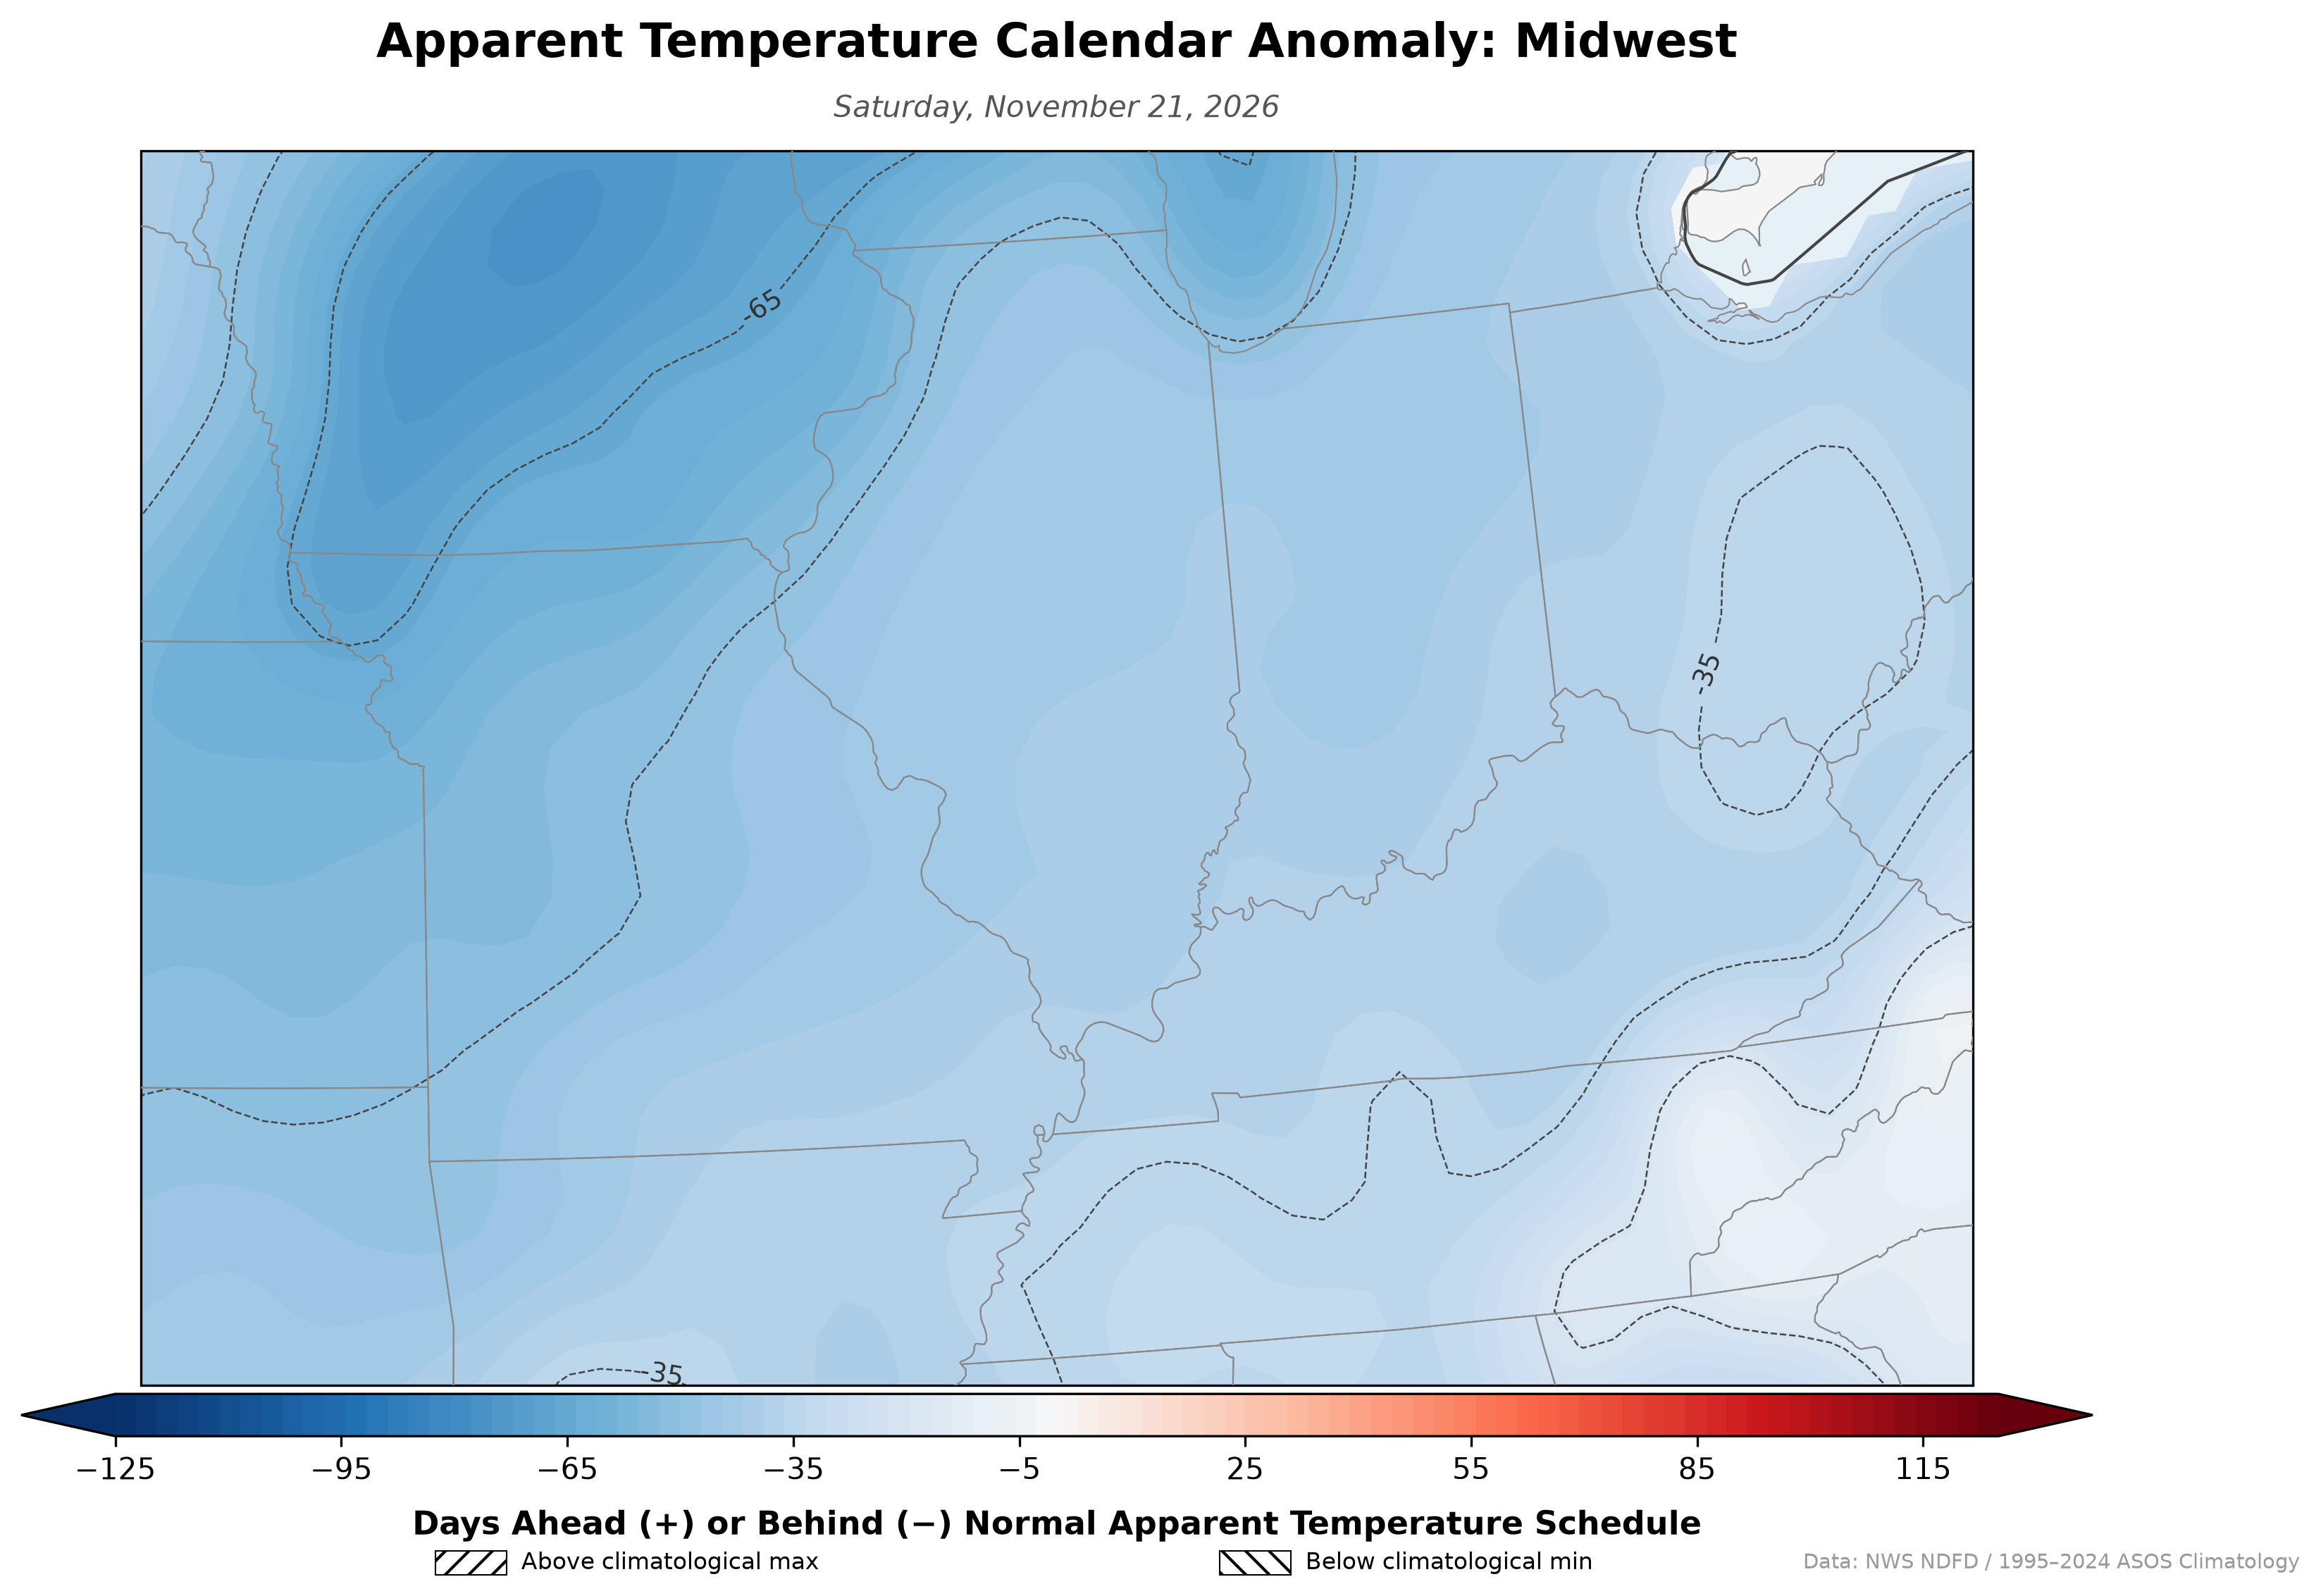 Apparent Temperature Calendar Anomaly: Midwest
Saturday, November 21, 2026
-65
-35
-35
−125 −95 −65 −35 −5 25 55 85 115
Days Ahead (+) or Behind (−) Normal Apparent Temperature Schedule
Above climatological max
Below climatological min
Data: NWS NDFD / 1995–2024 ASOS Climatology